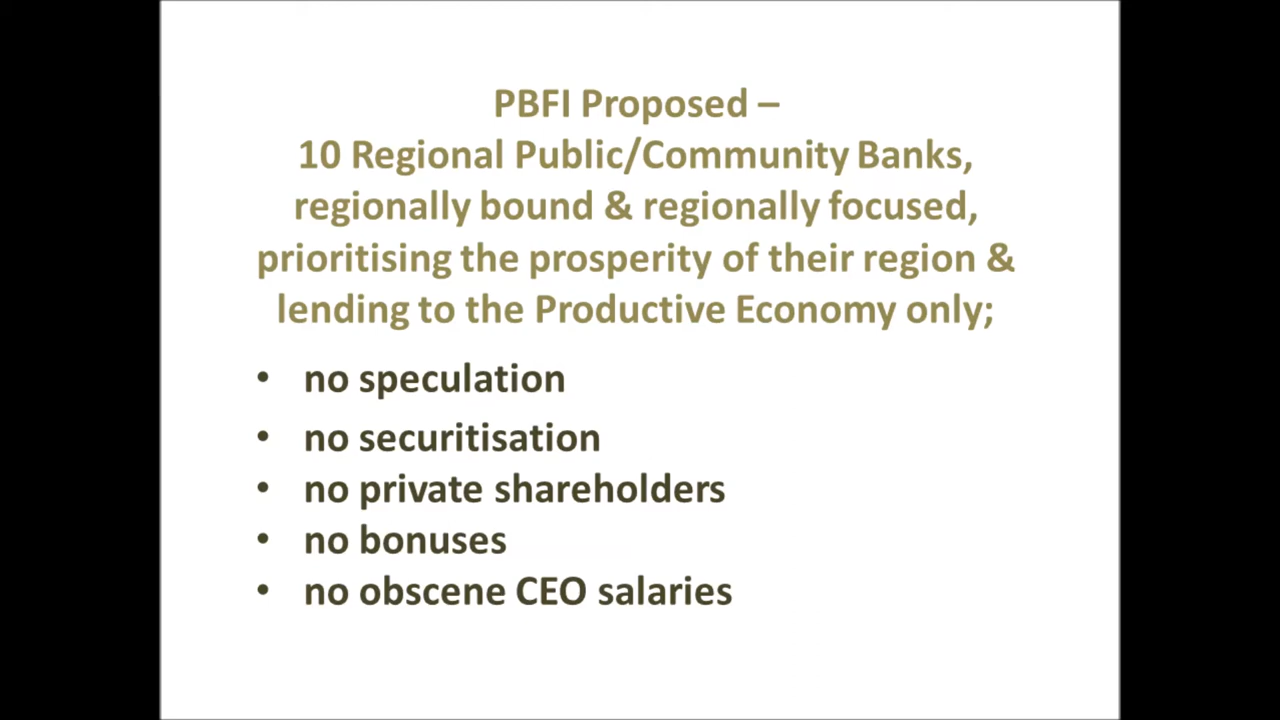 PBFI Proposed –
10 Regional Public/Community Banks,
regionally bound & regionally focused,
prioritising the prosperity of their region &
lending to the Productive Economy only;
• no speculation
• no securitisation
• no private shareholders
• no bonuses
• no obscene CEO salaries